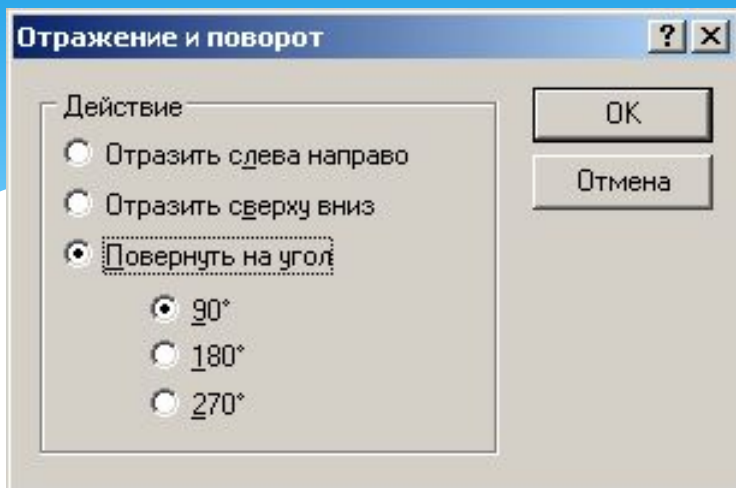 Отражение и поворот
Действие
Отразить слева направо
Отразить сверху вниз
Повернуть на угол
90°
180°
270°
OK
Отмена